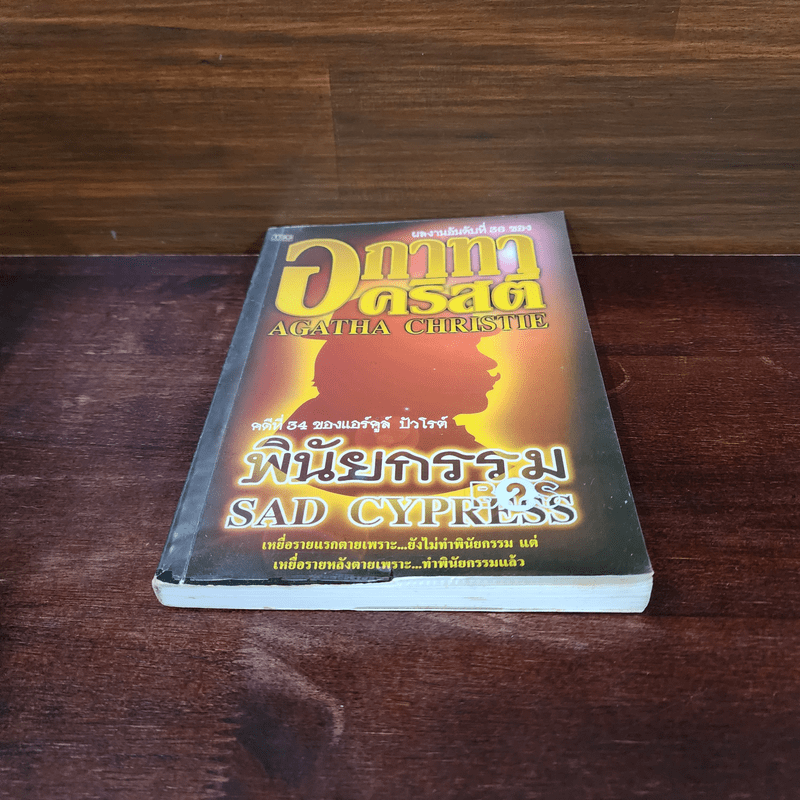 ผลงานอันดับที่ 36 ของ
อกาทา
คริสตี
AGATHA CHRISTIE
คดีที่ 34 ของแอร์คูล์ ปัวโรต์
พินัยกรรม
SAD CYPRESS
เหยื่อรายแรกตายเพราะ...ยังไม่ทำพินัยกรรม แต่
เหยื่อรายหลังตายเพราะ...ทำพินัยกรรมแล้ว